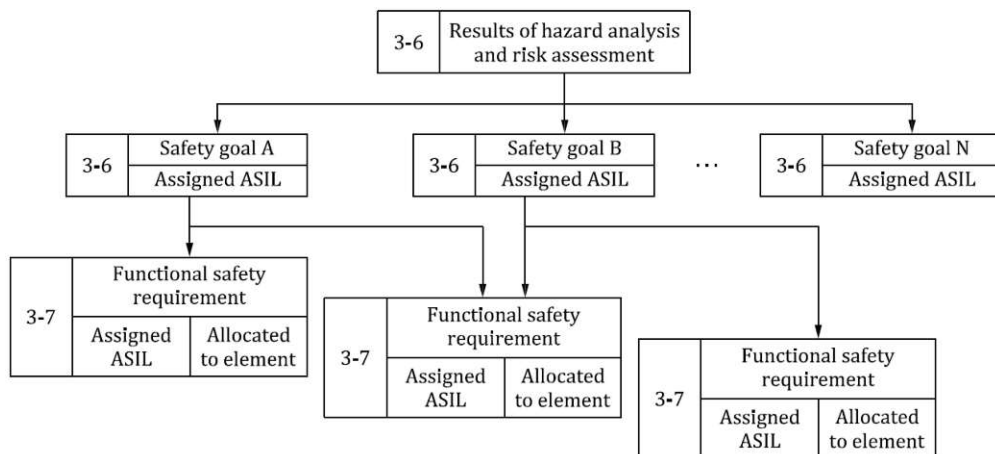 3-6
Results of hazard analysis
and risk assessment
3-6
Safety goal A
Assigned ASIL
3-6
Safety goal B
Assigned ASIL
...
3-6
Safety goal N
Assigned ASIL
3-7
Functional safety
requirement
Assigned
ASIL
Allocated
to element
3-7
Functional safety
requirement
Assigned
ASIL
Allocated
to element
3-7
Functional safety
requirement
Assigned
ASIL
Allocated
to element